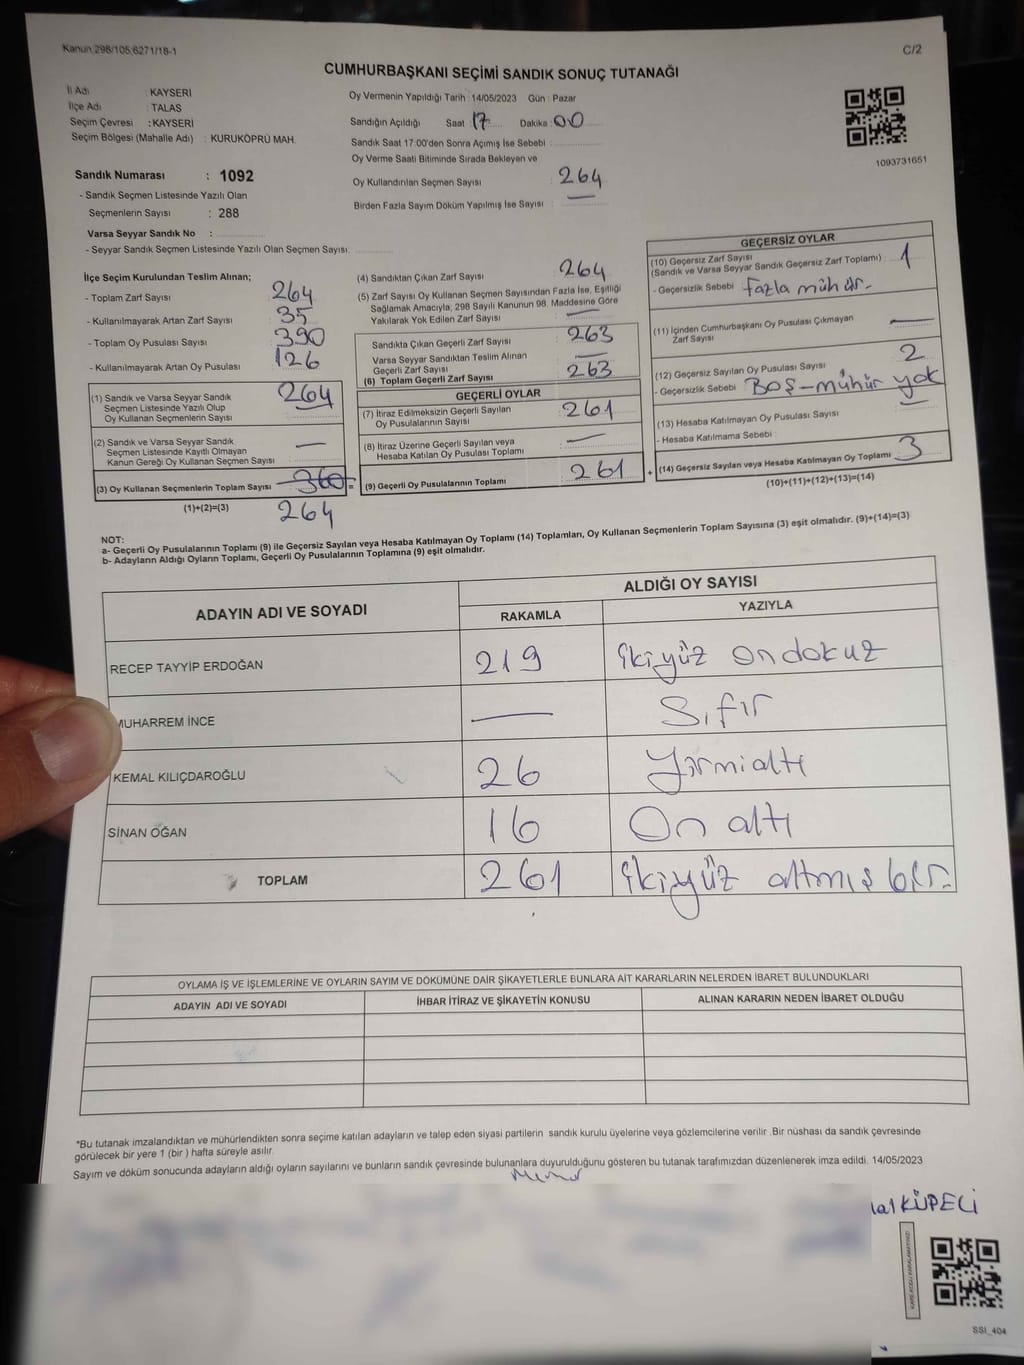 Kanun:298/105;6271/18-1
C/2
CUMHURBAŞKANI SEÇİMİ SANDIK SONUÇ TUTANAĞI
İl Adı : KAYSERİ
İlçe Adı : TALAS
Seçim Çevresi : KAYSERİ
Seçim Bölgesi (Mahalle Adı) : KURUKÖPRÜ MAH.
Sandık Numarası : 1092
- Sandık Seçmen Listesinde Yazılı Olan
Seçmenlerin Sayısı : 288
Varsa Seyyar Sandık No :
- Seyyar Sandık Seçmen Listesinde Yazılı Olan Seçmen Sayısı:
Oy Vermenin Yapıldığı Tarih : 14/05/2023 Gün : Pazar
Sandığın Açıldığı Saat : 17 Dakika : 00
Sandık Saat 17:00'den Sonra Açımış İse Sebebi :
Oy Verme Saati Bitiminde Sırada Bekleyen ve
Oy Kullandırılan Seçmen Sayısı : 264
Birden Fazla Sayım Döküm Yapılmış İse Sayısı : —
1093731651
İlçe Seçim Kurulundan Teslim Alınan;
- Toplam Zarf Sayısı 264
- Kullanılmayarak Artan Zarf Sayısı : 35
- Toplam Oy Pusulası Sayısı : 390
- Kullanılmayarak Artan Oy Pusulası : 126
(1) Sandık ve Varsa Seyyar Sandık
Seçmen Listesinde Yazılı Olup
Oy Kullanan Seçmenlerin Sayısı 264
(2) Sandık ve Varsa Seyyar Sandık
Seçmen Listesinde Kayıtlı Olmayan
Kanun Gereği Oy Kullanan Seçmen Sayısı —
(3) Oy Kullanan Seçmenlerin Toplam Sayısı 360 =
(1)+(2)=(3) 264
(4) Sandıktan Çıkan Zarf Sayısı : 264
(5) Zarf Sayısı Oy Kullanan Seçmen Sayısından Fazla İse, Eşitliği
Sağlamak Amacıyla, 298 Sayılı Kanunun 98. Maddesine Göre
Yakılarak Yok Edilen Zarf Sayısı : —
Sandıkta Çıkan Geçerli Zarf Sayısı : 263
Varsa Seyyar Sandıktan Teslim Alınan
Geçerli Zarf Sayısı : —
(6) Toplam Geçerli Zarf Sayısı : 263
GEÇERLİ OYLAR
(7) İtiraz Edilmeksizin Geçerli Sayılan
Oy Pusulalarının Sayısı : 261
(8) İtiraz Üzerine Geçerli Sayılan veya
Hesaba Katılan Oy Pusulası Toplamı : —
(9) Geçerli Oy Pusulalarının Toplamı : 261 +
GEÇERSİZ OYLAR
(10) Geçersiz Zarf Sayısı
(Sandık ve Varsa Seyyar Sandık Geçersiz Zarf Toplamı) : 1
- Geçersizlik Sebebi : Fazla mühür.
(11) İçinden Cumhurbaşkanı Oy Pusulası Çıkmayan
Zarf Sayısı : —
(12) Geçersiz Sayılan Oy Pusulası Sayısı : 2
- Geçersizlik Sebebi : Boş - mühür yok
(13) Hesaba Katılmayan Oy Pusulası Sayısı : —
- Hesaba Katılmama Sebebi :
(14) Geçersiz Sayılan veya Hesaba Katılmayan Oy Toplamı : 3
(10)+(11)+(12)+(13)=(14)
NOT:
a- Geçerli Oy Pusulalarının Toplamı (9) ile Geçersiz Sayılan veya Hesaba Katılmayan Oy Toplamı (14) Toplamları, Oy Kullanan Seçmenlerin Toplam Sayısına (3) eşit olmalıdır. (9)+(14)=(3)
b- Adayların Aldığı Oyların Toplamı, Geçerli Oy Pusulalarının Toplamına (9) eşit olmalıdır.
ADAYIN ADI VE SOYADI
ALDIĞI OY SAYISI
RAKAMLA YAZIYLA
RECEP TAYYİP ERDOĞAN 219 ikiyüz ondokuz
MUHARREM İNCE — Sıfır
KEMAL KILIÇDAROĞLU 26 Yirmialtı
SİNAN OĞAN 16 On altı
TOPLAM 261 ikiyüz altmış bir.
OYLAMA İŞ VE İŞLEMLERİNE VE OYLARIN SAYIM VE DÖKÜMÜNE DAİR ŞİKAYETLERLE BUNLARA AİT KARARLARIN NELERDEN İBARET BULUNDUKLARI
ADAYIN ADI VE SOYADI İHBAR İTİRAZ VE ŞİKAYETİN KONUSU ALINAN KARARIN NEDEN İBARET OLDUĞU
*Bu tutanak imzalandıktan ve mühürlendikten sonra seçime katılan adayların ve talep eden siyasi partilerin sandık kurulu üyelerine veya gözlemcilerine verilir .Bir nüshası da sandık çevresinde
görülecek bir yere 1 (bir ) hafta süreyle asılır.
Sayım ve döküm sonucunda adayların aldığı oyların sayılarını ve bunların sandık çevresinde bulunanlara duyurulduğunu gösteren bu tutanak tarafımızdan düzenlenerek imza edildi. 14/05/2023
KÜPELİ
SSİ_404